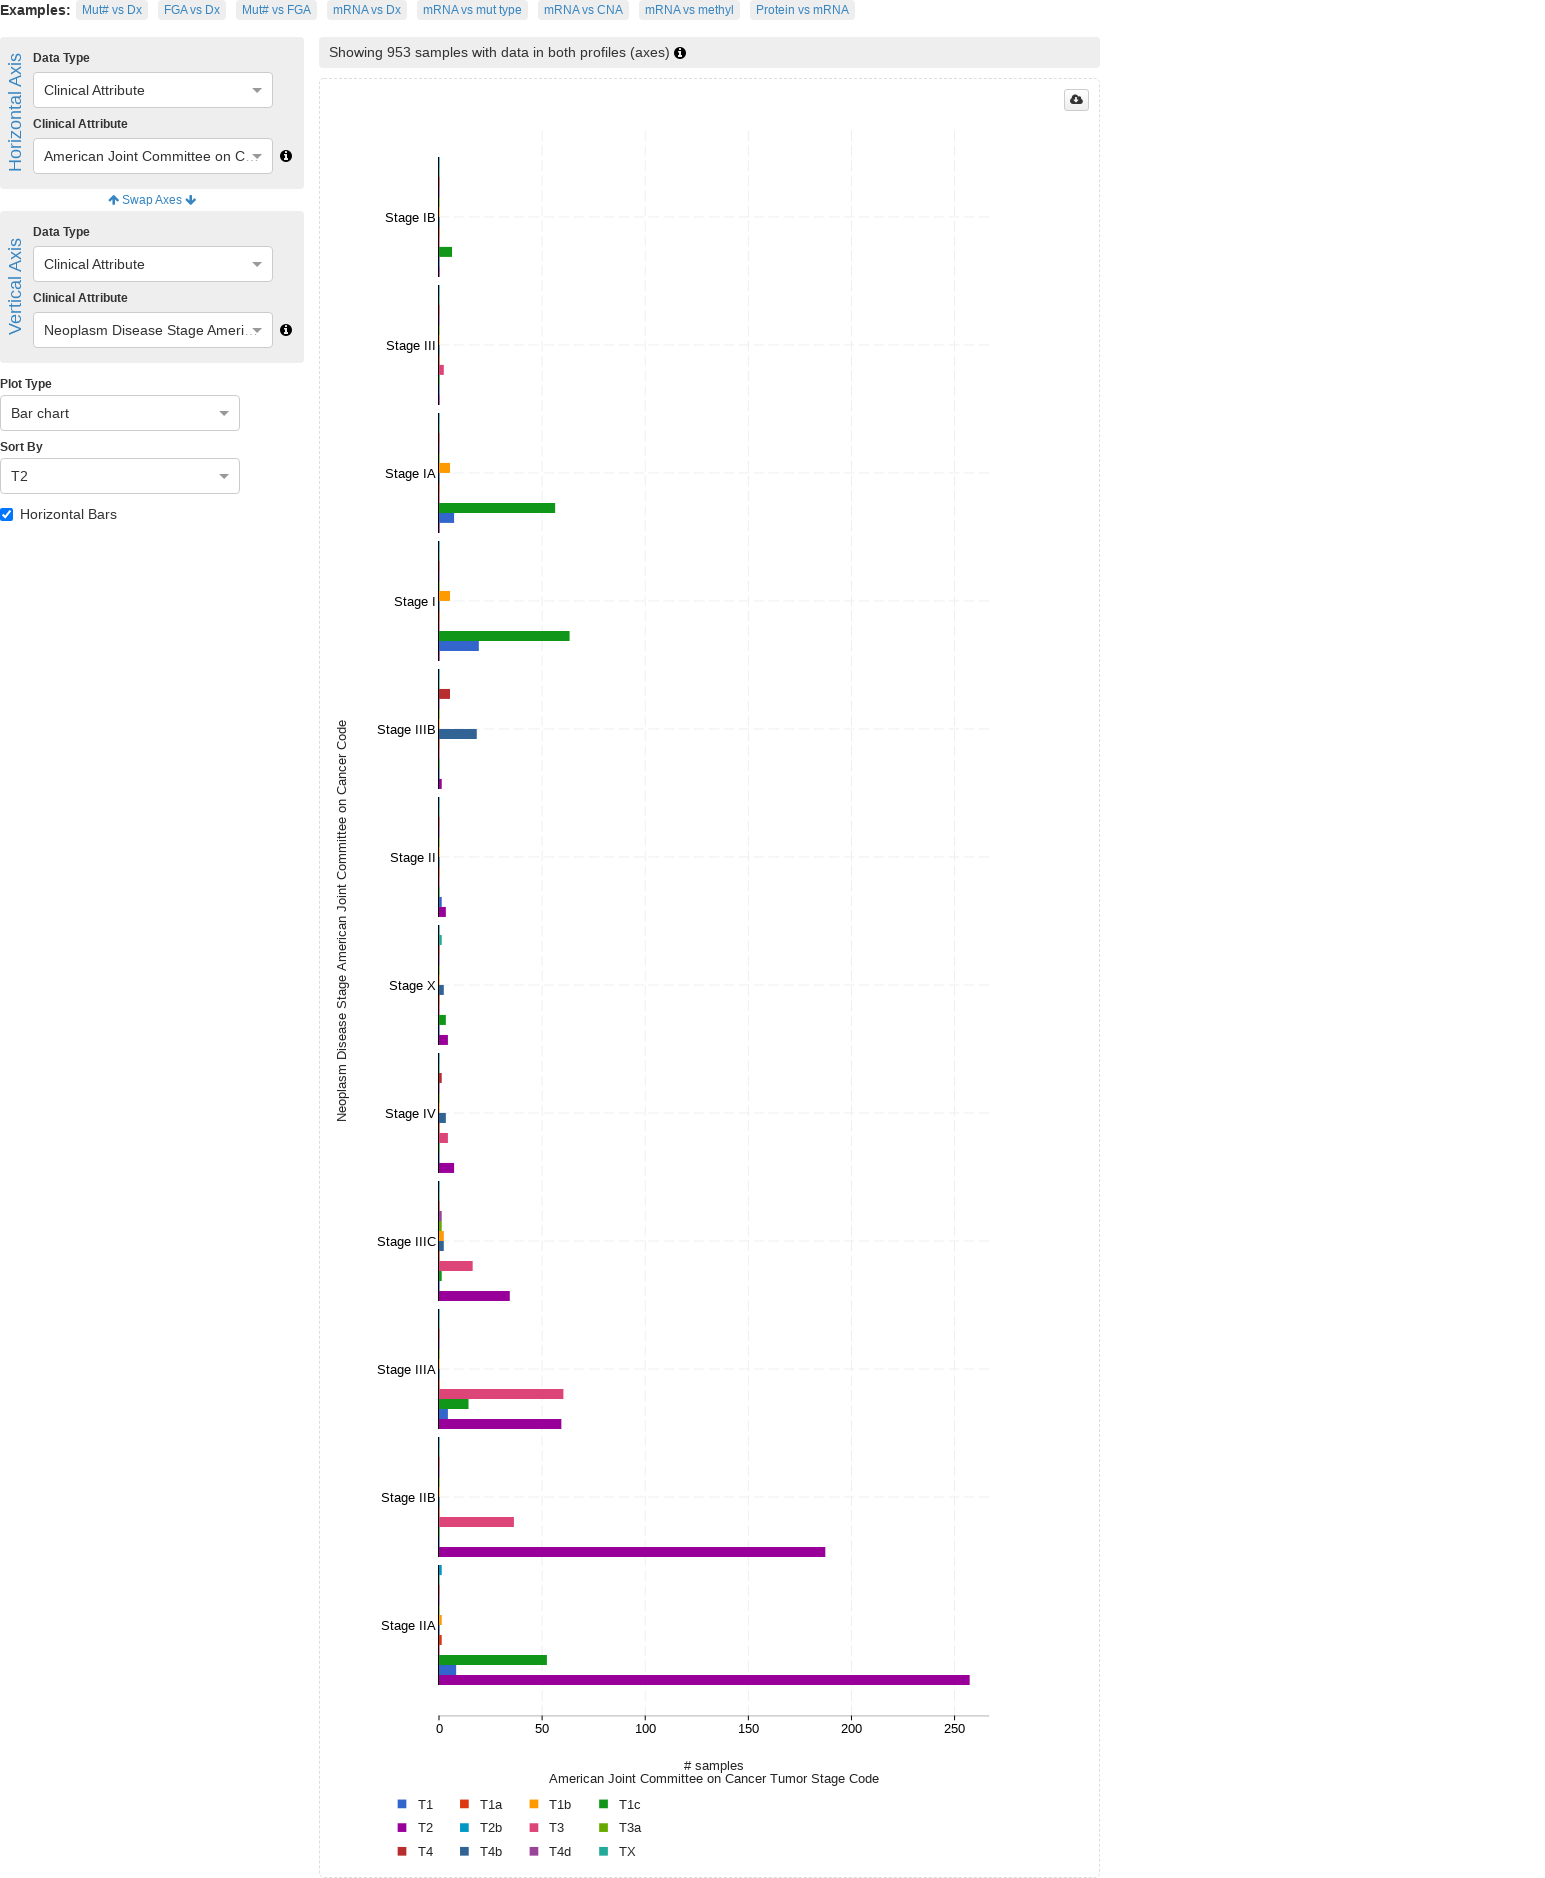 Examples: Mut# vs Dx FGA vs Dx Mut# vs FGA mRNA vs Dx mRNA vs mut type mRNA vs CNA mRNA vs methyl Protein vs mRNA
Horizontal Axis
Data Type
Clinical Attribute
Clinical Attribute
American Joint Committee on C...
Swap Axes
Vertical Axis
Data Type
Clinical Attribute
Clinical Attribute
Neoplasm Disease Stage Ameri...
Plot Type
Bar chart
Sort By
T2
Horizontal Bars
Showing 953 samples with data in both profiles (axes)
Neoplasm Disease Stage American Joint Committee on Cancer Code
Stage IB
Stage III
Stage IA
Stage I
Stage IIIB
Stage II
Stage X
Stage IV
Stage IIIC
Stage IIIA
Stage IIB
Stage IIA
0 50 100 150 200 250
# samples
American Joint Committee on Cancer Tumor Stage Code
T1 T1a T1b T1c
T2 T2b T3 T3a
T4 T4b T4d TX